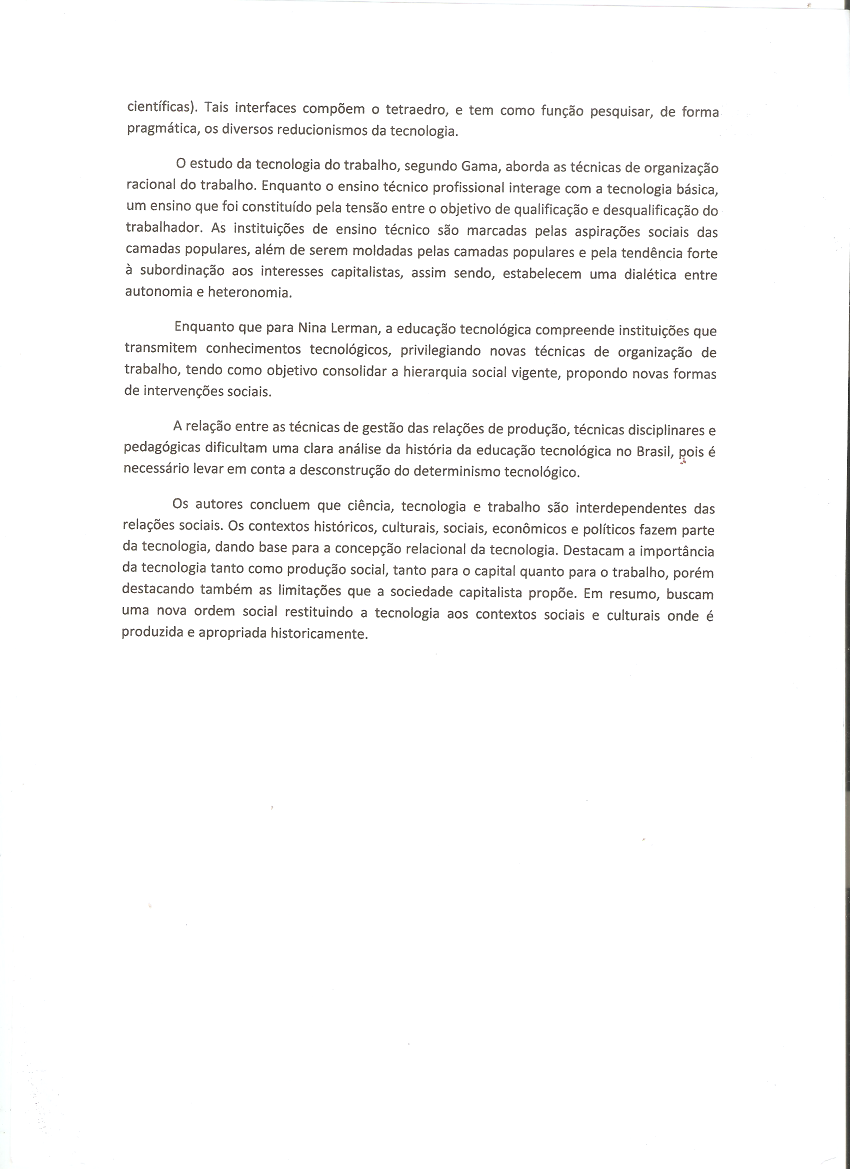 científicas). Tais interfaces compõem o tetraedro, e tem como função pesquisar, de forma
pragmática, os diversos reducionismos da tecnologia.
O estudo da tecnologia do trabalho, segundo Gama, aborda as técnicas de organização
racional do trabalho. Enquanto o ensino técnico profissional interage com a tecnologia básica,
um ensino que foi constituído pela tensão entre o objetivo de qualificação e desqualificação do
trabalhador. As instituições de ensino técnico são marcadas pelas aspirações sociais das
camadas populares, além de serem moldadas pelas camadas populares e pela tendência forte
à subordinação aos interesses capitalistas, assim sendo, estabelecem uma dialética entre
autonomia e heteronomia.
Enquanto que para Nina Lerman, a educação tecnológica compreende instituições que
transmitem conhecimentos tecnológicos, privilegiando novas técnicas de organização de
trabalho, tendo como objetivo consolidar a hierarquia social vigente, propondo novas formas
de intervenções sociais.
A relação entre as técnicas de gestão das relações de produção, técnicas disciplinares e
pedagógicas dificultam uma clara análise da história da educação tecnológica no Brasil, pois é
necessário levar em conta a desconstrução do determinismo tecnológico.
Os autores concluem que ciência, tecnologia e trabalho são interdependentes das
relações sociais. Os contextos históricos, culturais, sociais, econômicos e políticos fazem parte
da tecnologia, dando base para a concepção relacional da tecnologia. Destacam a importância
da tecnologia tanto como produção social, tanto para o capital quanto para o trabalho, porém
destacando também as limitações que a sociedade capitalista propõe. Em resumo, buscam
uma nova ordem social restituindo a tecnologia aos contextos sociais e culturais onde é
produzida e apropriada historicamente.